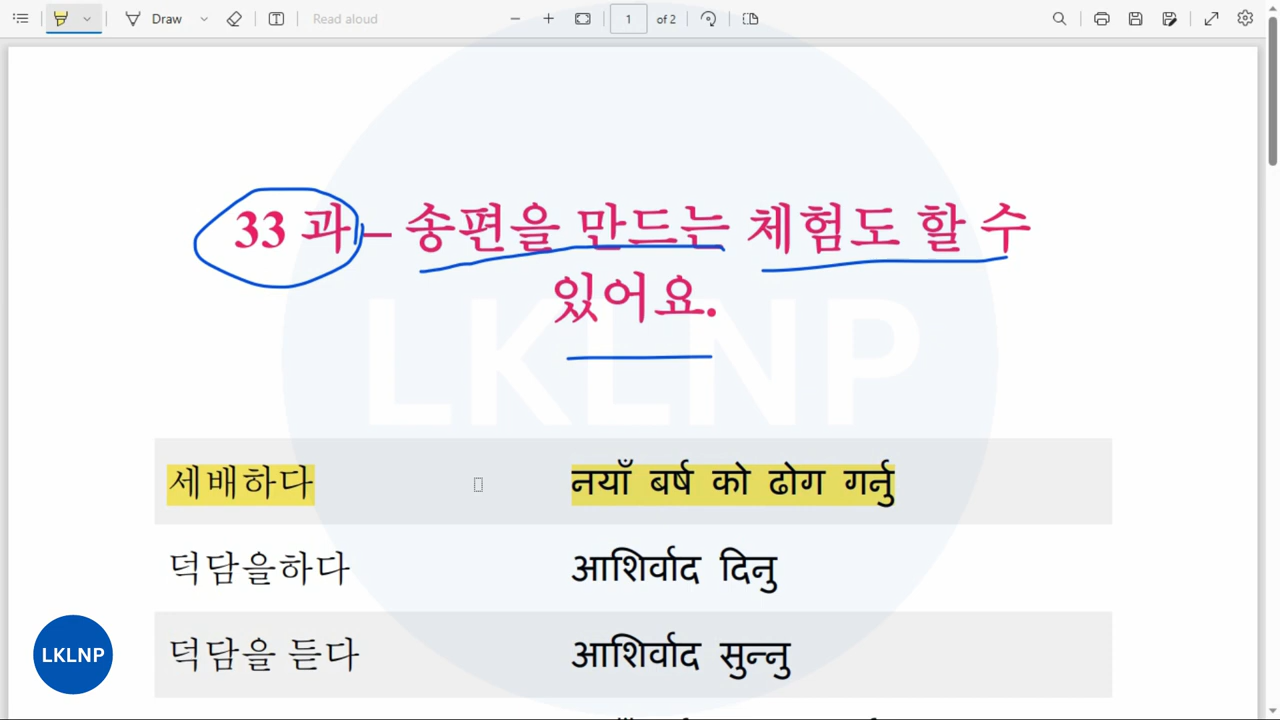 Draw
Read aloud
1 of 2
33 과 – 송편을 만드는 체험도 할 수
있어요.
LKLNP
세배하다 नयाँ बर्ष को ढोग गर्नु
덕담을하다 आशिर्वाद दिनु
덕담을 듣다 आशिर्वाद सुन्नु
LKLNP